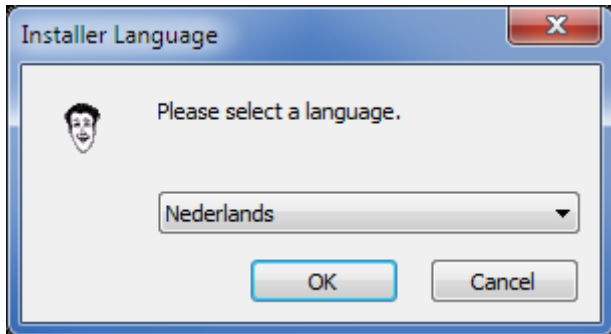 Installer Language
Please select a language.
Nederlands
OK
Cancel